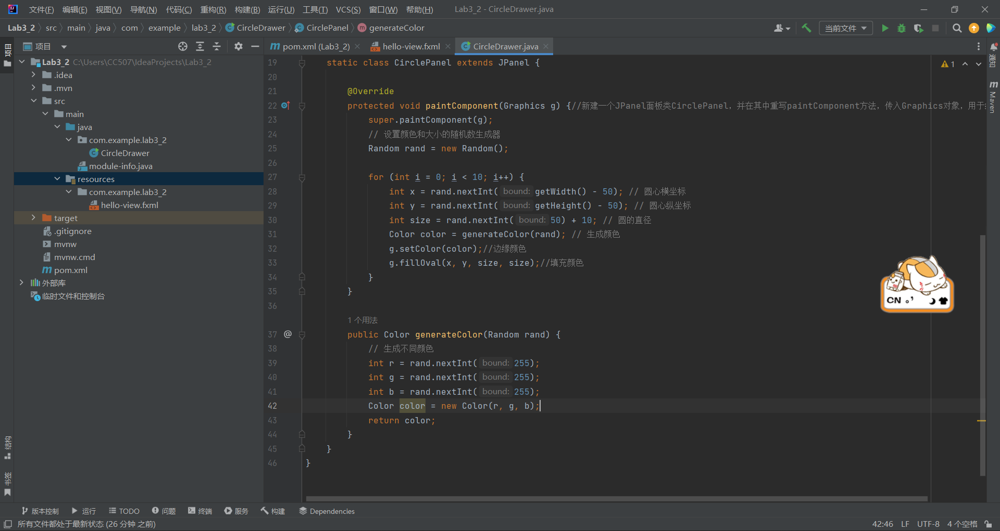 文件(F) 编辑(E) 视图(V) 导航(N) 代码(C) 重构(R) 构建(B) 运行(U) 工具(T) VCS(S) 窗口(W) 帮助(H) Lab3_2 - CircleDrawer.java
Lab3_2 src main java com example lab3_2 CircleDrawer CirclePanel generateColor 当前文件
项目
项目
pom.xml (Lab3_2) hello-view.fxml CircleDrawer.java
通知
Maven
Lab3_2 C:\Users\CC507\IdeaProjects\Lab3_2
.idea
.mvn
src
main
java
com.example.lab3_2
CircleDrawer
module-info.java
resources
com.example.lab3_2
hello-view.fxml
target
.gitignore
mvnw
mvnw.cmd
pom.xml
外部库
临时文件和控制台
1
19 static class CirclePanel extends JPanel {
20
21 @Override
22 protected void paintComponent(Graphics g) {//新建一个JPanel面板类CirclePanel，并在其中重写paintComponent方法，传入Graphics对象，用于
23 super.paintComponent(g);
24 // 设置颜色和大小的随机数生成器
25 Random rand = new Random();
26
27 for (int i = 0; i < 10; i++) {
28 int x = rand.nextInt( bound: getWidth() - 50); // 圆心横坐标
29 int y = rand.nextInt( bound: getHeight() - 50); // 圆心纵坐标
30 int size = rand.nextInt( bound: 50) + 10; // 圆的直径
31 Color color = generateColor(rand); // 生成颜色
32 g.setColor(color);//边缘颜色
33 g.fillOval(x, y, size, size);//填充颜色
34 }
35 }
36
1 个用法
37 @ public Color generateColor(Random rand) {
38 // 生成不同颜色
39 int r = rand.nextInt( bound: 255);
40 int g = rand.nextInt( bound: 255);
41 int b = rand.nextInt( bound: 255);
42 Color color = new Color(r, g, b);
43 return color;
44 }
45 }
46 }
CN 。’
结构
书签
版本控制 运行 TODO 问题 终端 服务 构建 Dependencies
所有文件都处于最新状态 (26 分钟 之前) 42:46 LF UTF-8 4 个空格